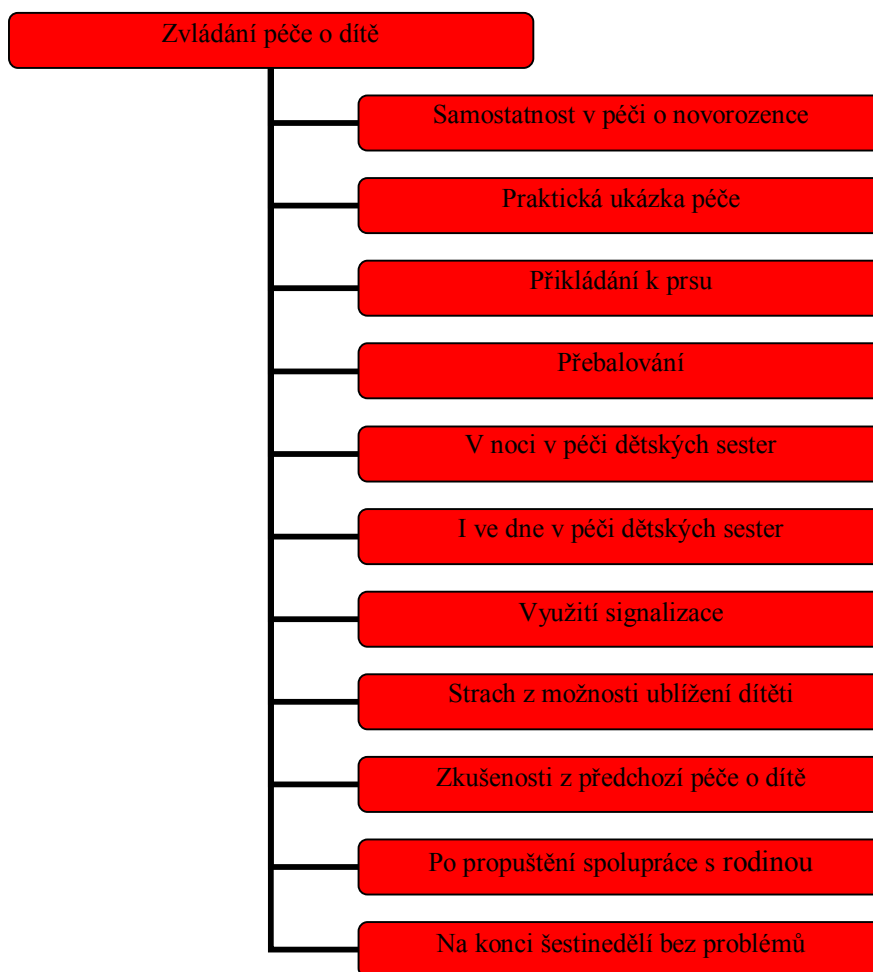 Zvládání péče o dítě
Samostatnost v péči o novorozence
Praktická ukázka péče
Přikládání k prsu
Přebalování
V noci v péči dětských sester
I ve dne v péči dětských sester
Využití signalizace
Strach z možnosti ublížení dítěti
Zkušenosti z předchozí péče o dítě
Po propuštění spolupráce s rodinou
Na konci šestinedělí bez problémů